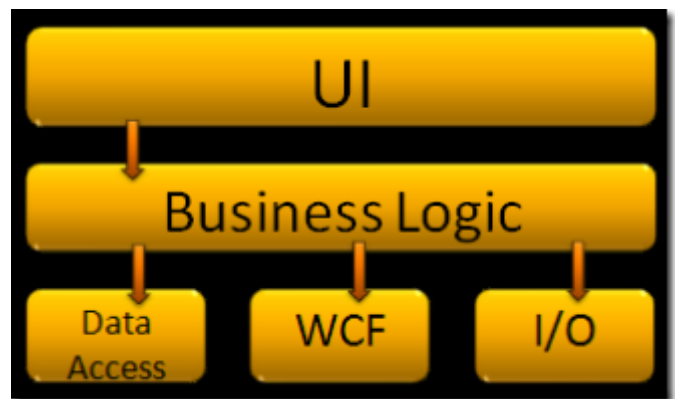 UI
Business Logic
Data
Access
WCF
I/O